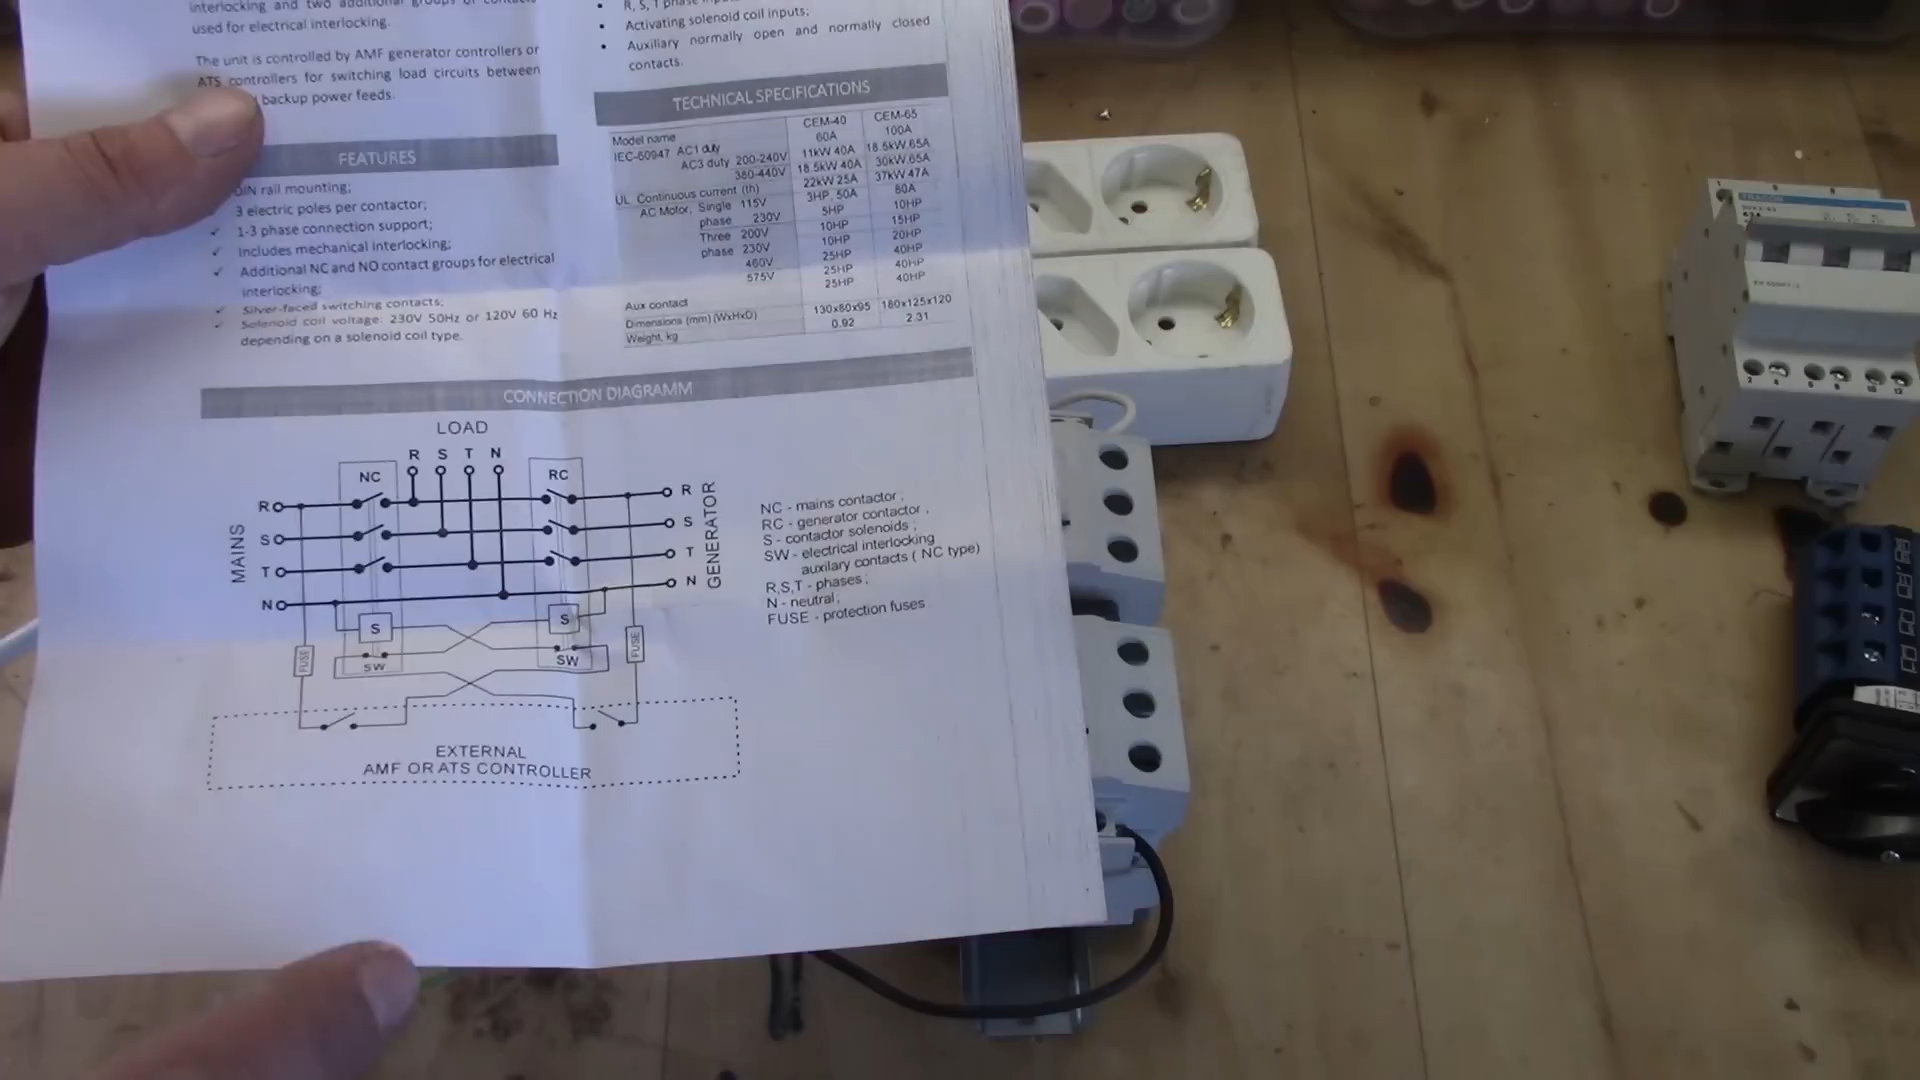 interlocking and two additional groups of contacts
used for electrical interlocking.
The unit is controlled by AMF generator controllers or
ATS controllers for switching load circuits between
backup power feeds.
FEATURES
DIN rail mounting;
3 electric poles per contactor;
✓ 1-3 phase connection support;
✓ Includes mechanical interlocking;
✓ Additional NC and NO contact groups for electrical
interlocking;
✓ Silver-faced switching contacts;
✓ Solenoid coil voltage: 230V 50Hz or 120V 60 Hz
depending on a solenoid coil type.
• R, S, T phase
• Activating solenoid coil inputs;
• Auxiliary normally open and normally closed
contacts.
TECHNICAL SPECIFICATIONS
Model name CEM-40 CEM-65
IEC-60947 AC1 duty 60A 100A
AC3 duty 200-240V 11kW 40A 18.5kW 65A
380-440V 18.5kW 40A 30kW 65A
22kW 25A 37kW 47A
UL Continuous current (th) 3HP, 50A 80A
AC Motor, Single 115V 5HP 10HP
phase 230V 10HP 15HP
Three 200V 10HP 20HP
phase 230V 25HP 40HP
460V 25HP 40HP
575V 25HP 40HP
Aux contact
Dimensions (mm) (WxHxD) 130x80x95 180x125x120
Weight, kg 0.92 2.31
CONNECTION DIAGRAMM
LOAD
R S T N
NC
RC
MAINS
R
S
T
N
R
S
T
N
GENERATOR
S
S
SW
SW
FUSE
FUSE
EXTERNAL
AMF OR ATS CONTROLLER
NC - mains contactor ;
RC - generator contactor ;
S - contactor solenoids ;
SW - electrical interlocking
auxilary contacts ( NC type)
R,S,T - phases ;
N - neutral ;
FUSE - protection fuses
TRACON
2 4 6 8 10 12